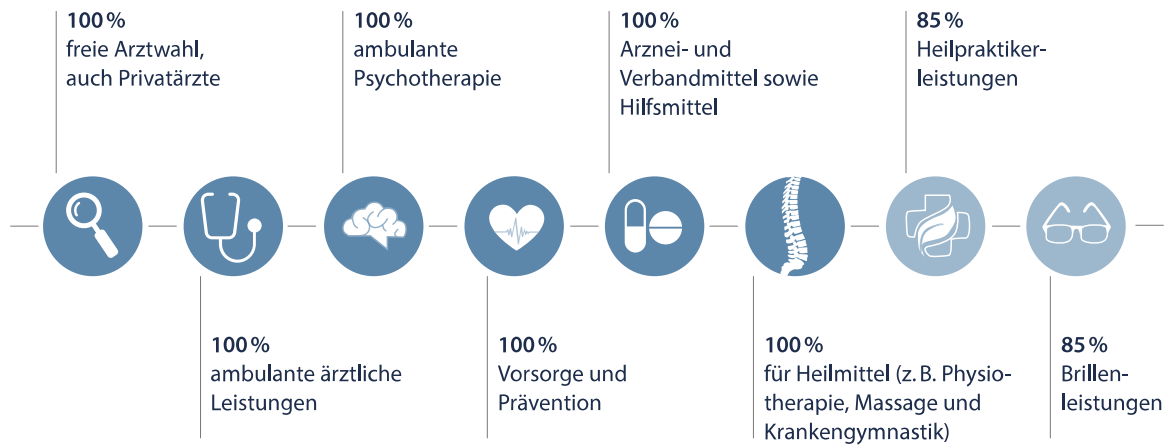 100 %
freie Arztwahl,
auch Privatärzte
100 %
ambulante
Psychotherapie
100 %
Arznei- und
Verbandmittel sowie
Hilfsmittel
85 %
Heilpraktiker-
leistungen
100 %
ambulante ärztliche
Leistungen
100 %
Vorsorge und
Prävention
100 %
für Heilmittel (z. B. Physio-
therapie, Massage und
Krankengymnastik)
85 %
Brillen-
leistungen